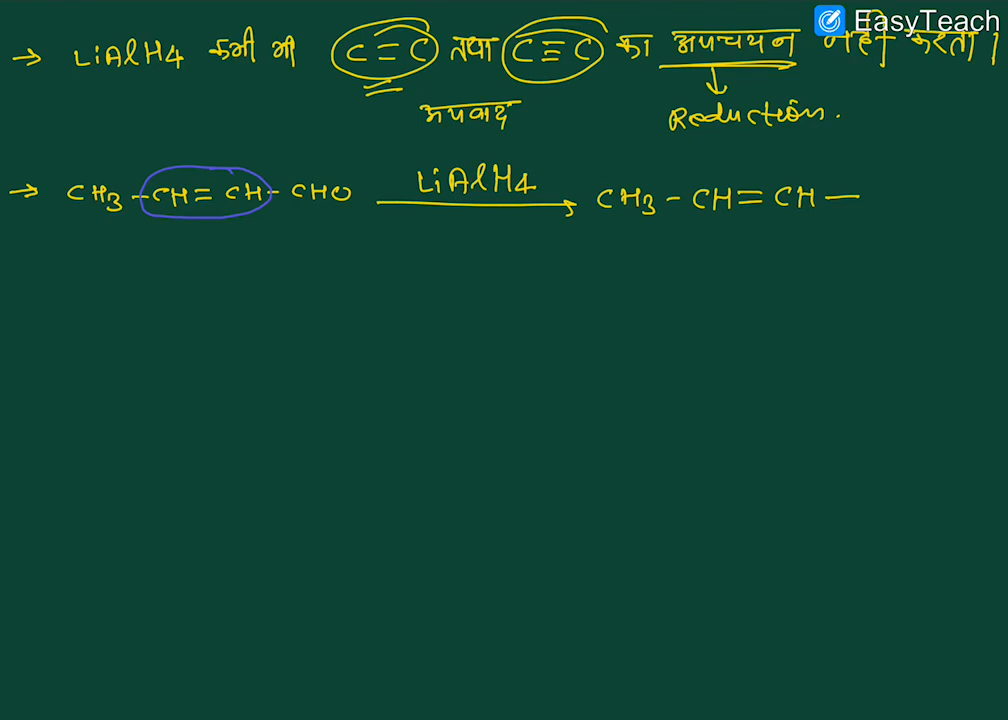 → LiAlH4 कभी भी C=C तथा C≡C का अपचयन नहीं करता।
EasyTeach
अपवाद
Reduction.
→ CH3-CH=CH-CHO LiAlH4 CH3-CH=CH-